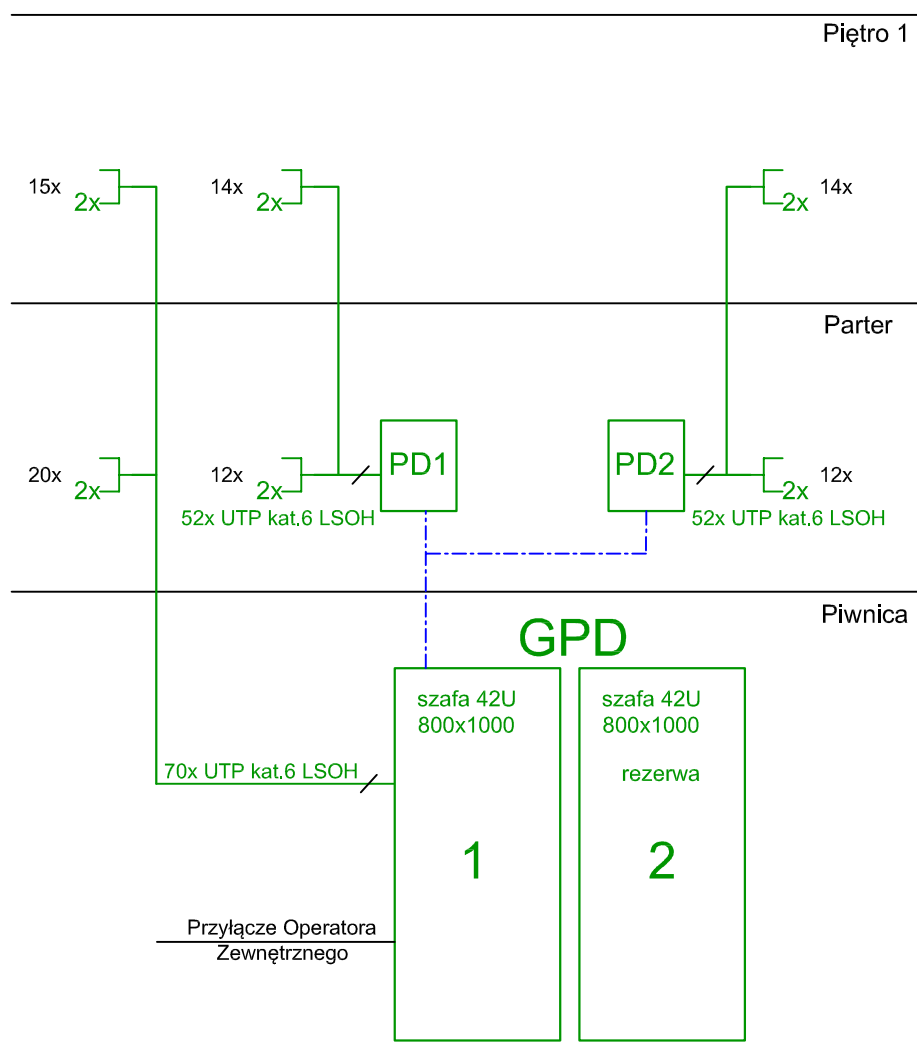 Piętro 1
15x
2x
14x
2x
2x
14x
Parter
20x
2x
12x
2x
PD1
PD2
2x
12x
52x UTP kat.6 LSOH
52x UTP kat.6 LSOH
Piwnica
GPD
szafa 42U
800x1000
szafa 42U
800x1000
rezerwa
70x UTP kat.6 LSOH
1
2
Przyłącze Operatora
Zewnętrznego